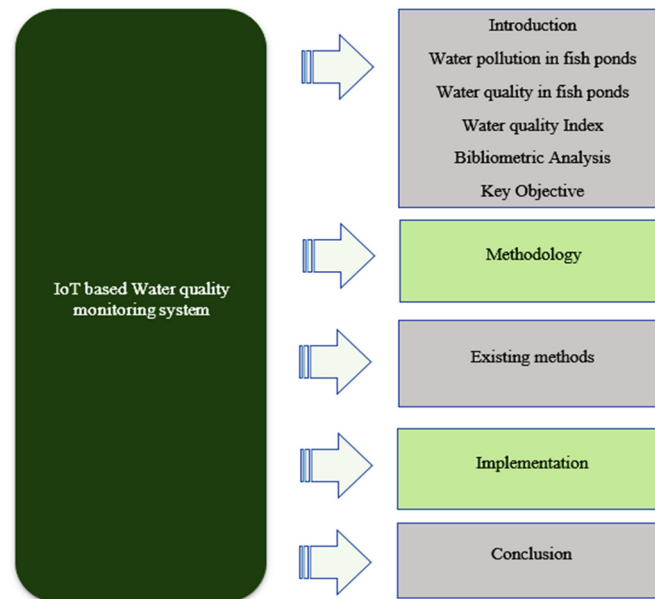 IoT based Water quality
monitoring system
Introduction
Water pollution in fish ponds
Water quality in fish ponds
Water quality Index
Bibliometric Analysis
Key Objective
Methodology
Existing methods
Implementation
Conclusion